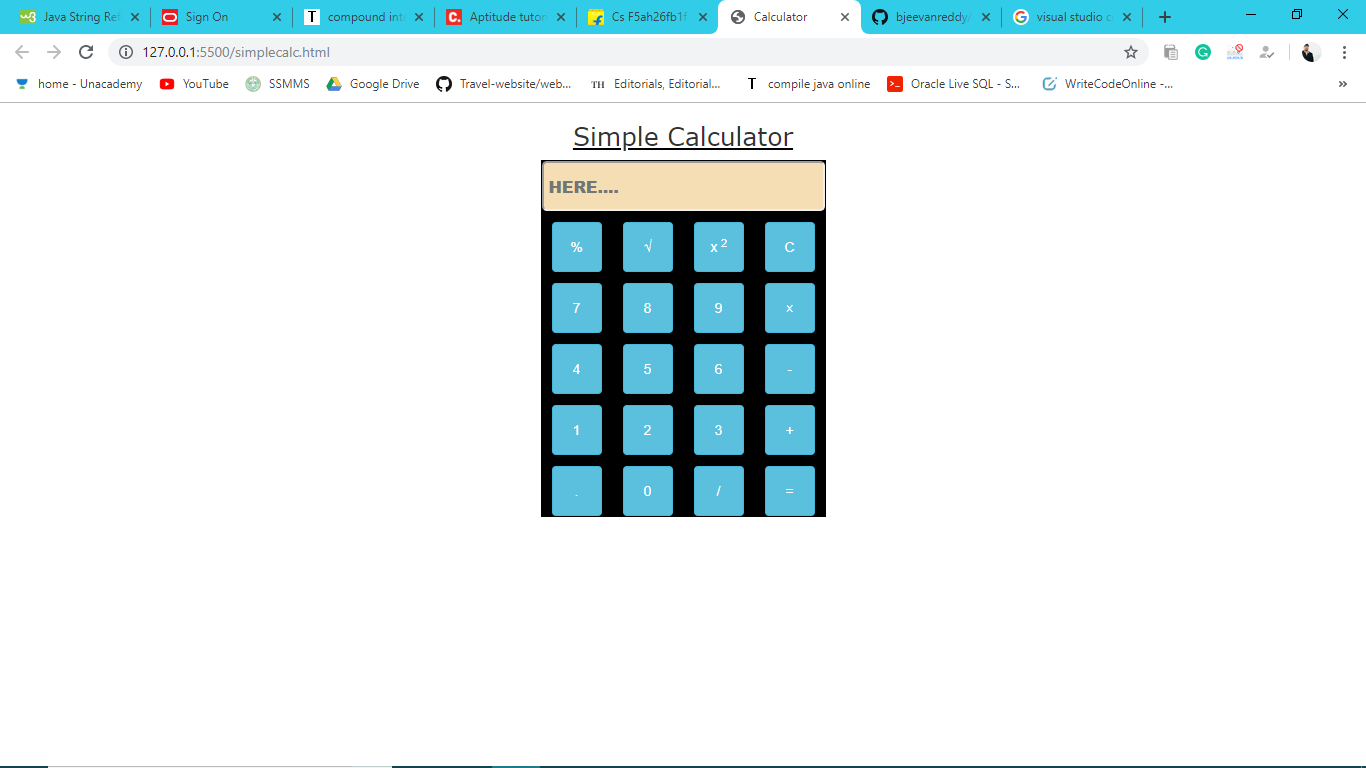 Java String Ref Sign On compound int Aptitude tutor Cs F5ah26fb1f Calculator bjeevanreddy/ visual studio c
127.0.0.1:5500/simplecalc.html
home - Unacademy YouTube SSMMS Google Drive Travel-website/web... TH Editorials, Editorial... T compile java online Oracle Live SQL - S... WriteCodeOnline -... »
Simple Calculator
HERE....
% √ x 2 C
7 8 9 x
4 5 6 -
1 2 3 +
. 0 / =